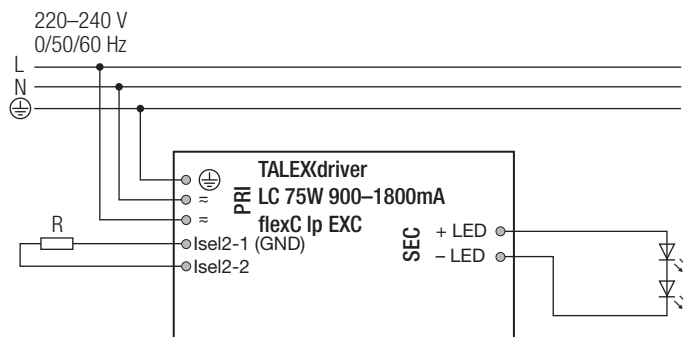 220–240 V
0/50/60 Hz
L
N
TALEXXdriver
LC 75W 900–1800mA
flexC lp EXC
PRI
≂
≂
R
Isel2-1 (GND)
Isel2-2
SEC
+ LED
– LED